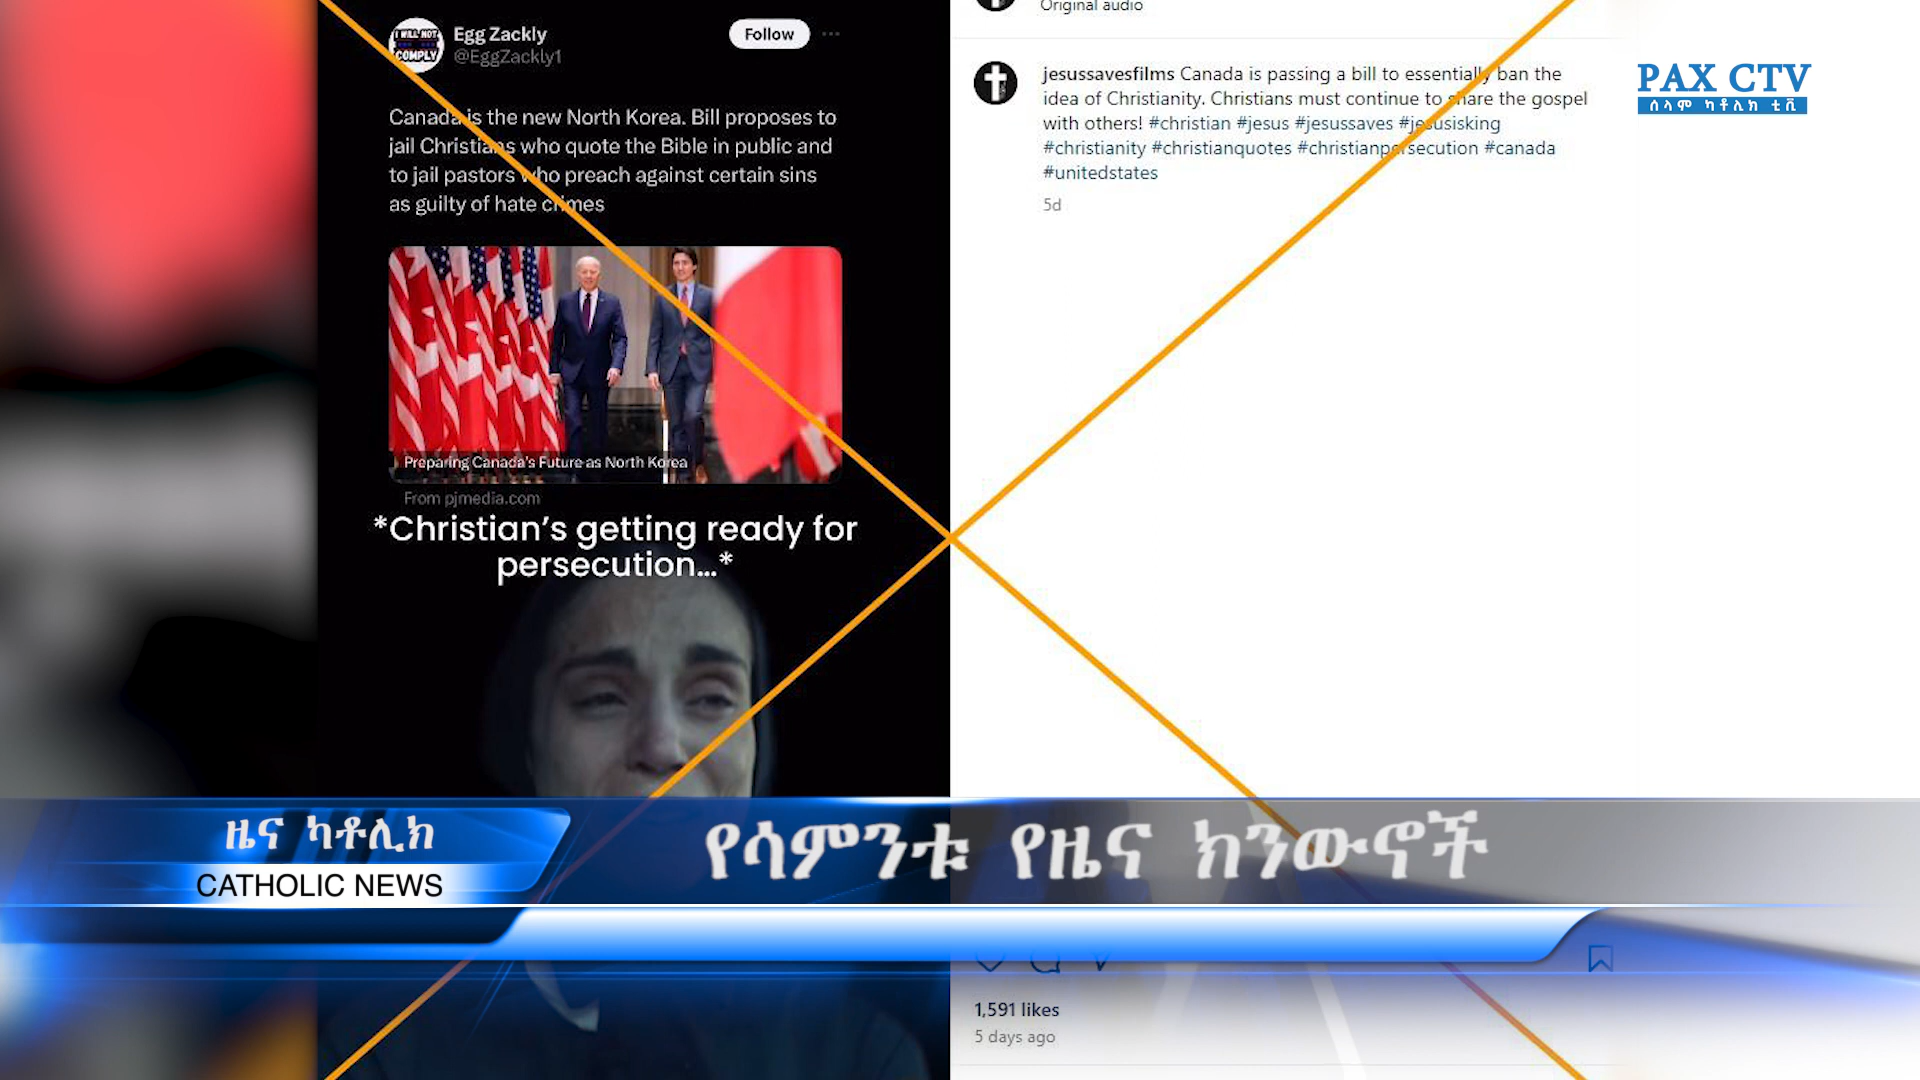 I WILL NOT
COMPLY
Egg Zackly
@EggZackly1
Follow
Canada is the new North Korea. Bill proposes to
jail Christians who quote the Bible in public and
to jail pastors who preach against certain sins
as guilty of hate crimes
Preparing Canada's Future as North Korea
From pjmedia.com
*Christian's getting ready for
persecution...*
Original audio
jesussavesfilms Canada is passing a bill to essentially ban the
idea of Christianity. Christians must continue to share the gospel
with others! #christian #jesus #jesussaves #jesusisking
#christianity #christianquotes #christianpersecution #canada
#unitedstates
5d
PAX CTV
ሰላም ካቶሊክ ቲቪ
ዜና ካቶሊክ
CATHOLIC NEWS
የሳምንቱ የዜና ክንውኖች
1,591 likes
5 days ago